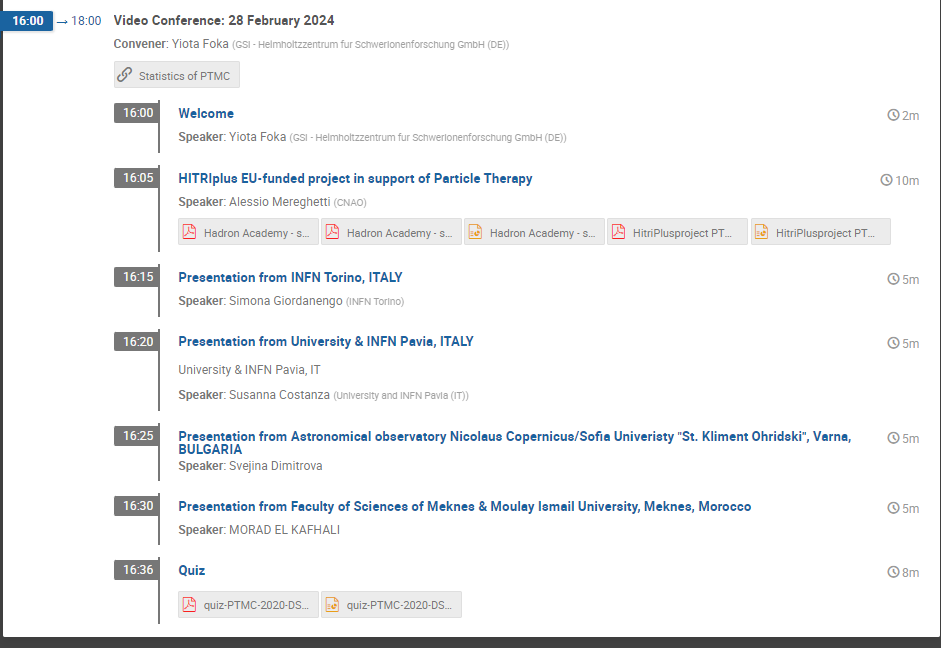 16:00 → 18:00 Video Conference: 28 February 2024
Convener: Yiota Foka (GSI - Helmholtzzentrum fur Schwerionenforschung GmbH (DE))
Statistics of PTMC
16:00 Welcome 2m
Speaker: Yiota Foka (GSI - Helmholtzzentrum fur Schwerionenforschung GmbH (DE))
16:05 HITRIplus EU-funded project in support of Particle Therapy 10m
Speaker: Alessio Mereghetti (CNAO)
Hadron Academy - s... Hadron Academy - s... Hadron Academy - s... HitriPlusproject PT... HitriPlusproject PT...
16:15 Presentation from INFN Torino, ITALY 5m
Speaker: Simona Giordanengo (INFN Torino)
16:20 Presentation from University & INFN Pavia, ITALY 5m
University & INFN Pavia, IT
Speaker: Susanna Costanza (University and INFN Pavia (IT))
16:25 Presentation from Astronomical observatory Nicolaus Copernicus/Sofia Univeristy "St. Kliment Ohridski", Varna, 5m
BULGARIA
Speaker: Svejina Dimitrova
16:30 Presentation from Faculty of Sciences of Meknes & Moulay Ismail University, Meknes, Morocco 5m
Speaker: MORAD EL KAFHALI
16:36 Quiz 8m
quiz-PTMC-2020-DS... quiz-PTMC-2020-DS...